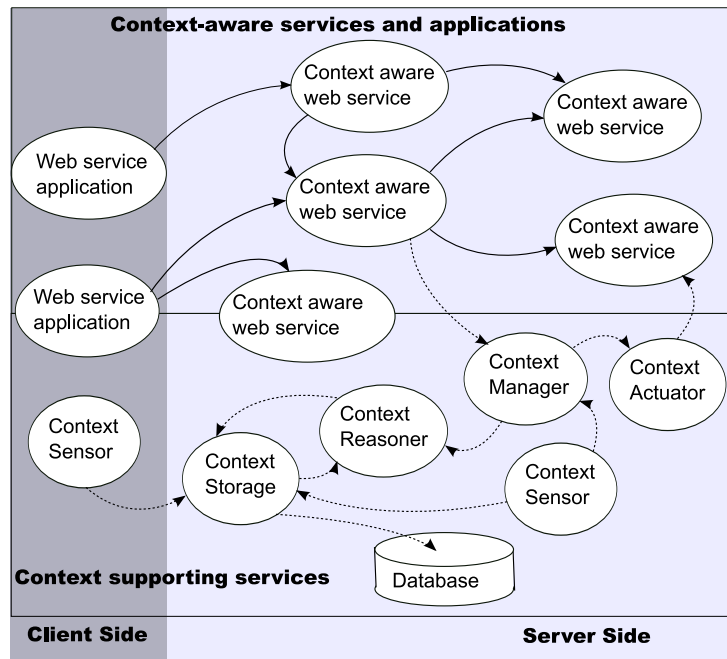 Context-aware services and applications
Context aware
web service
Context aware
web service
Web service
application
Context aware
web service
Context aware
web service
Web service
application
Context aware
web service
Context
Manager
Context
Actuator
Context
Sensor
Context
Reasoner
Context
Storage
Context
Sensor
Database
Context supporting services
Client Side
Server Side